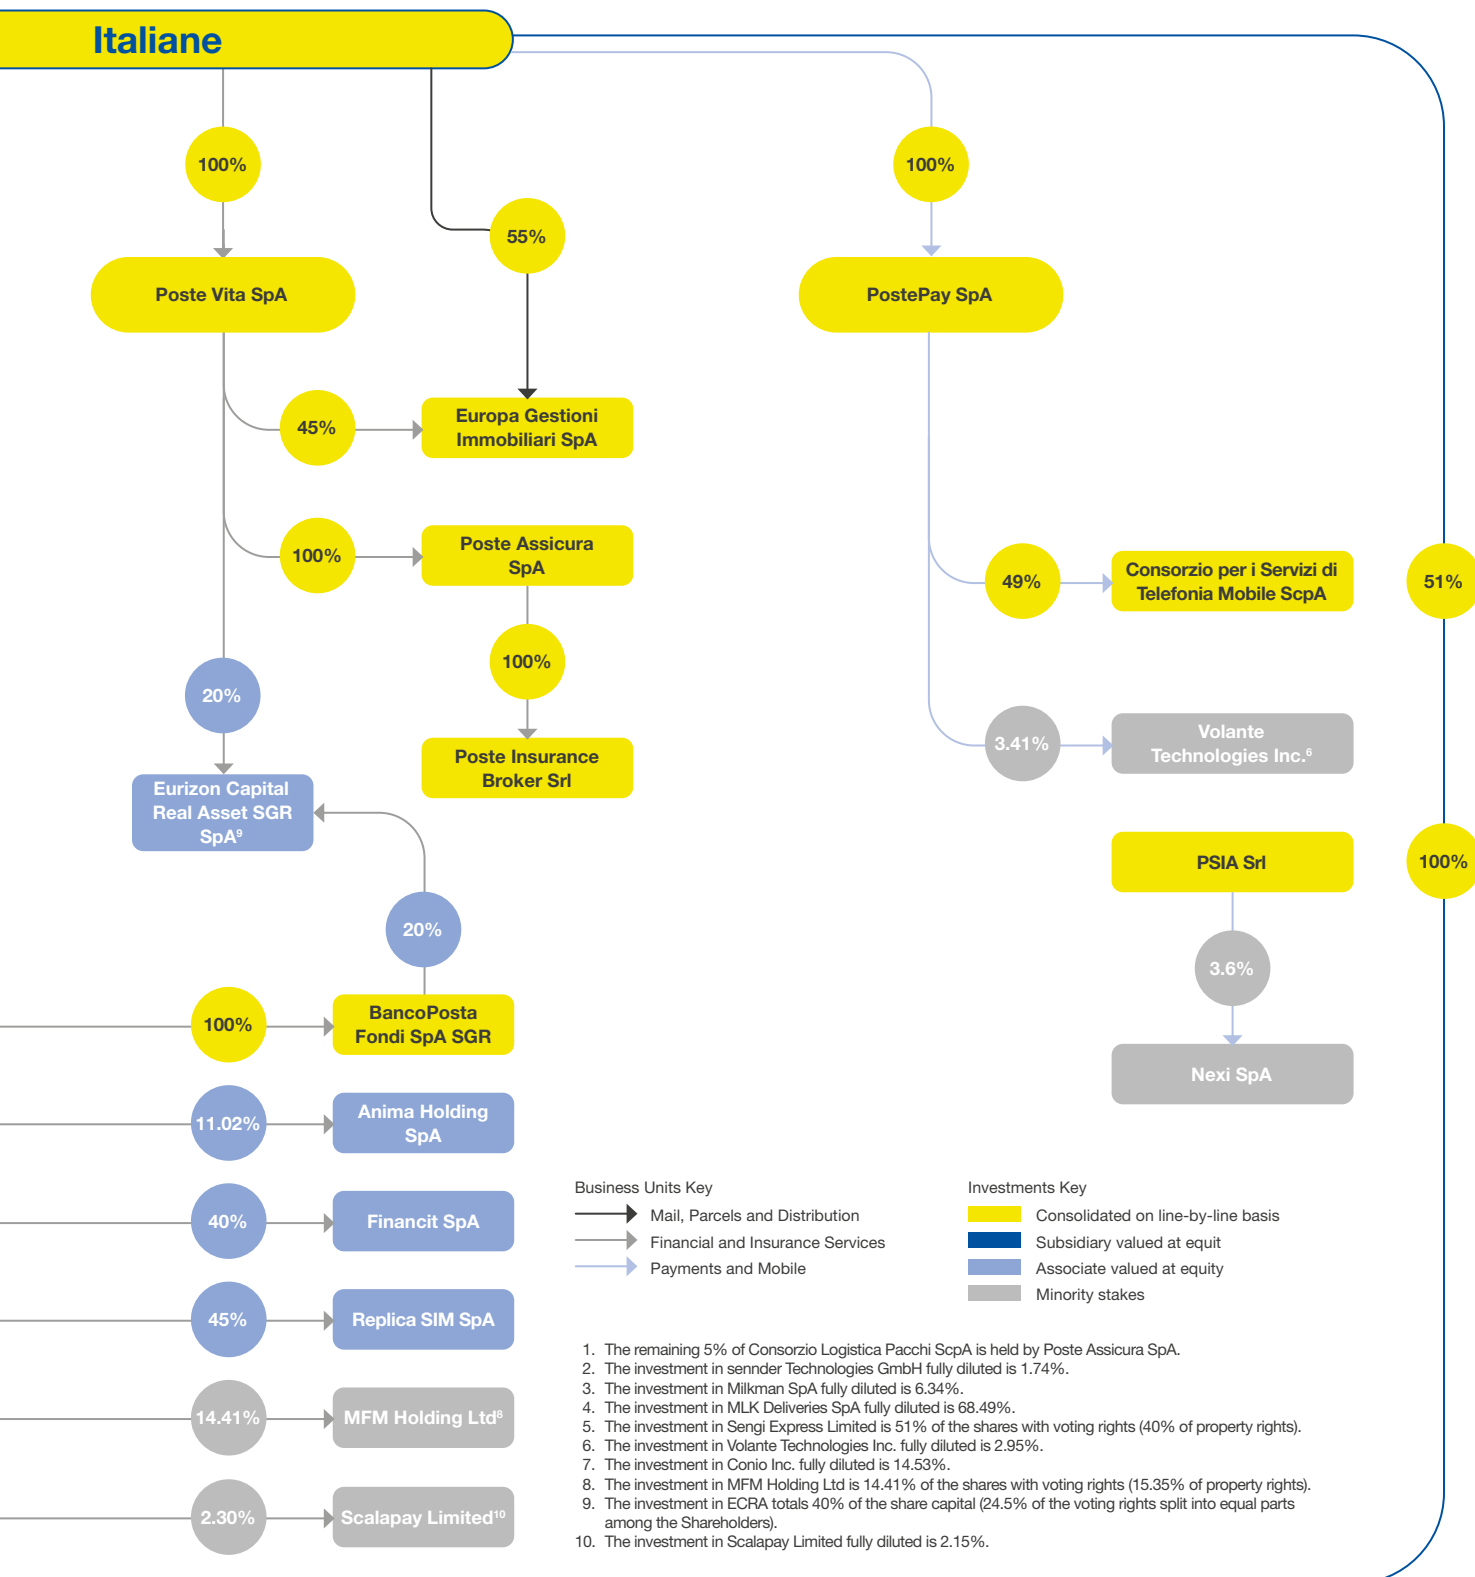 Italiane
100%
100%
55%
Poste Vita SpA
PostePay SpA
45%
Europa Gestioni
Immobiliari SpA
100%
Poste Assicura
SpA
49%
Consorzio per i Servizi di
Telefonia Mobile ScpA
51%
100%
20%
3.41%
Volante
Technologies Inc.6
Poste Insurance
Broker Srl
Eurizon Capital
Real Asset SGR
SpA9
PSIA Srl
100%
20%
3.6%
100%
BancoPosta
Fondi SpA SGR
Nexi SpA
11.02%
Anima Holding
SpA
40%
Financit SpA
45%
Replica SIM SpA
14.41%
MFM Holding Ltd8
2.30%
Scalapay Limited10
Business Units Key
Mail, Parcels and Distribution
Financial and Insurance Services
Payments and Mobile
Investments Key
Consolidated on line-by-line basis
Subsidiary valued at equit
Associate valued at equity
Minority stakes
1. The remaining 5% of Consorzio Logistica Pacchi ScpA is held by Poste Assicura SpA.
2. The investment in sennder Technologies GmbH fully diluted is 1.74%.
3. The investment in Milkman SpA fully diluted is 6.34%.
4. The investment in MLK Deliveries SpA fully diluted is 68.49%.
5. The investment in Sengi Express Limited is 51% of the shares with voting rights (40% of property rights).
6. The investment in Volante Technologies Inc. fully diluted is 2.95%.
7. The investment in Conio Inc. fully diluted is 14.53%.
8. The investment in MFM Holding Ltd is 14.41% of the shares with voting rights (15.35% of property rights).
9. The investment in ECRA totals 40% of the share capital (24.5% of the voting rights split into equal parts
among the Shareholders).
10. The investment in Scalapay Limited fully diluted is 2.15%.